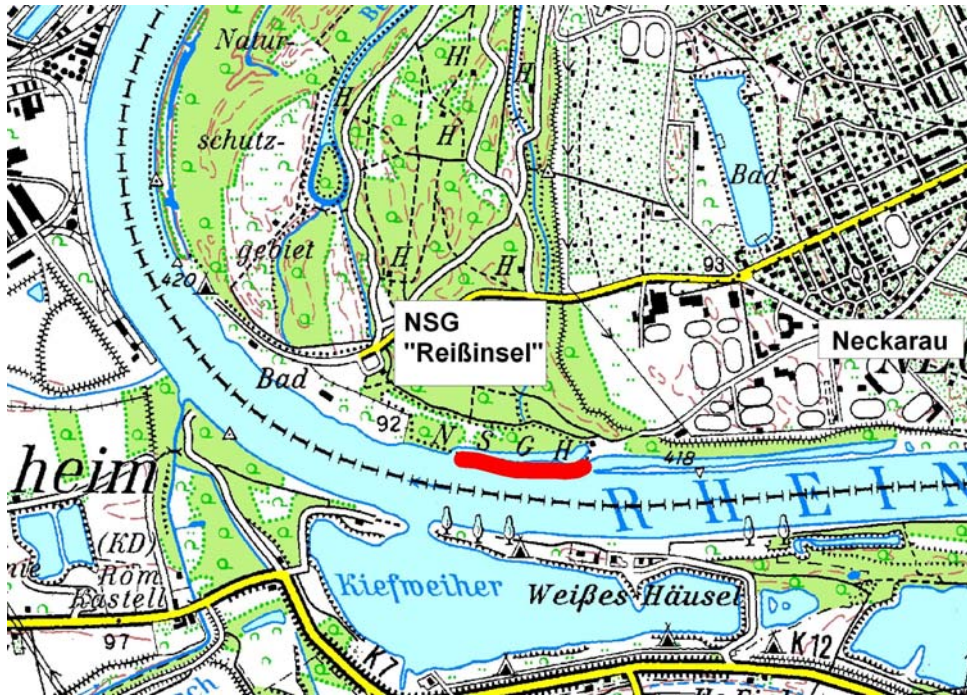 Natur-
schutz-
gebiet
H
H
H
H
H
H
H
Bad
93
420
NSG
"Reißinsel"
Neckarau
Bad
92
N S G H
418
heim
RHEIN
(KD)
Röm.
Kastell
97
Kiefweiher
Weißes Häusel
K7
K12